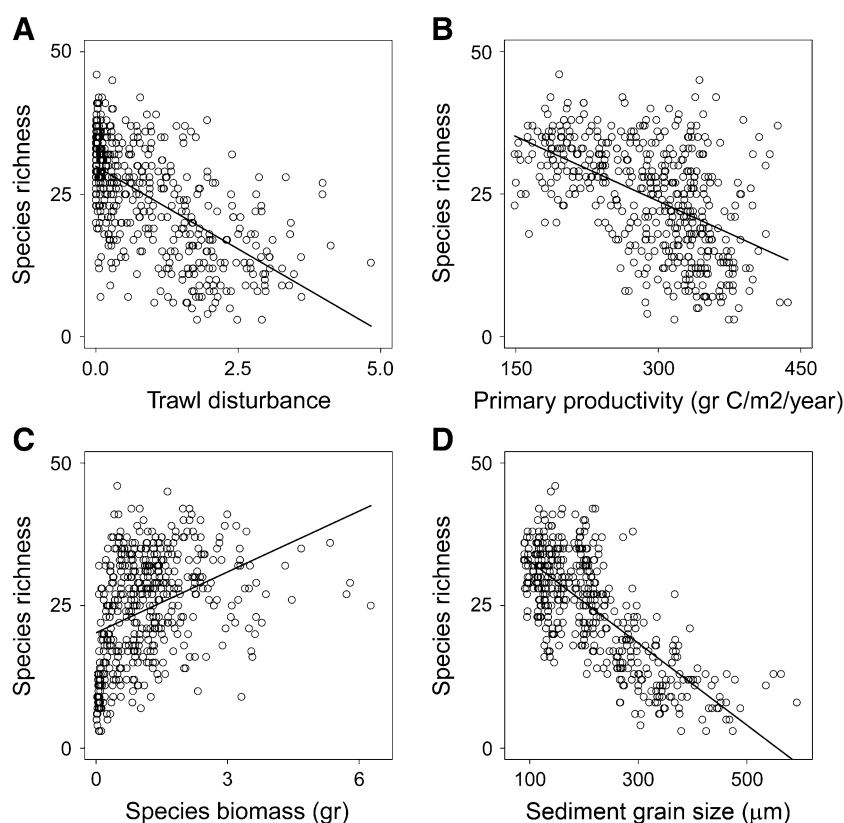 A
Species richness
50
25
0
0.0 2.5 5.0
Trawl disturbance
B
Species richness
50
25
0
150 300 450
Primary productivity (gr C/m2/year)
C
Species richness
50
25
0
0 3 6
Species biomass (gr)
D
Species richness
50
25
0
100 300 500
Sediment grain size (μm)